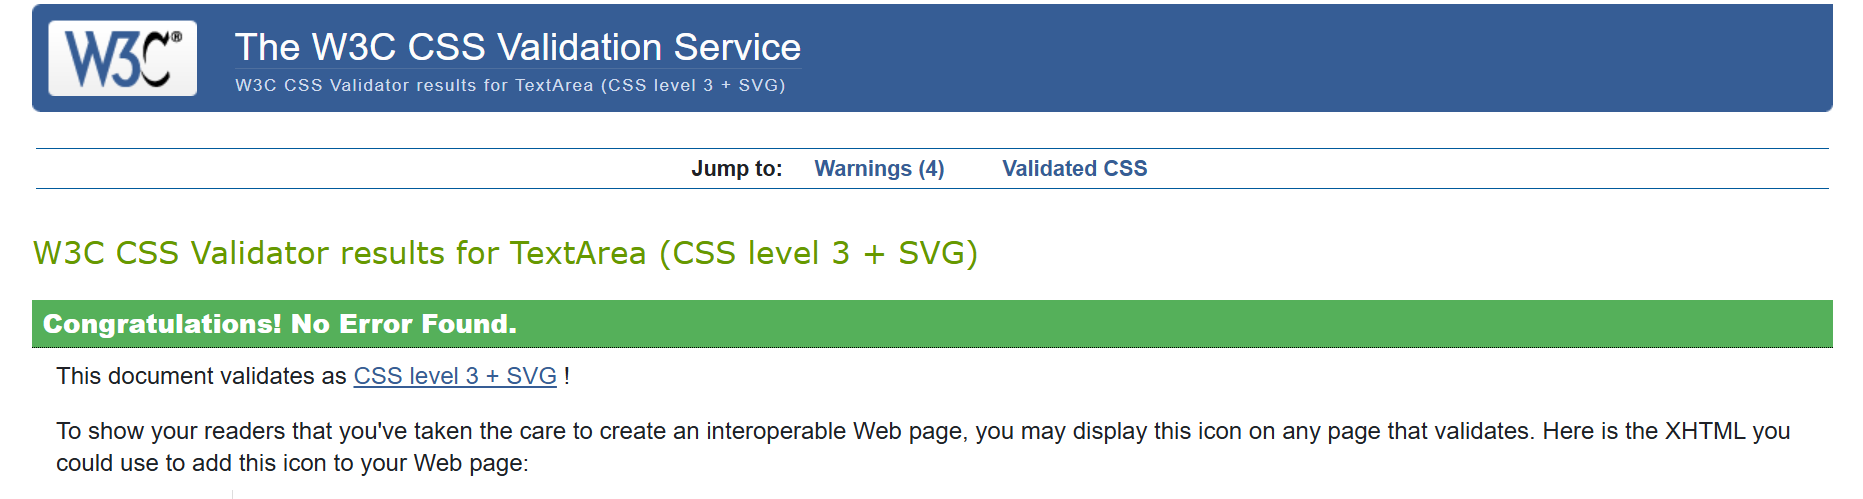 W3C®
The W3C CSS Validation Service
W3C CSS Validator results for TextArea (CSS level 3 + SVG)
Jump to: Warnings (4) Validated CSS
W3C CSS Validator results for TextArea (CSS level 3 + SVG)
Congratulations! No Error Found.
This document validates as CSS level 3 + SVG !
To show your readers that you've taken the care to create an interoperable Web page, you may display this icon on any page that validates. Here is the XHTML you
could use to add this icon to your Web page: